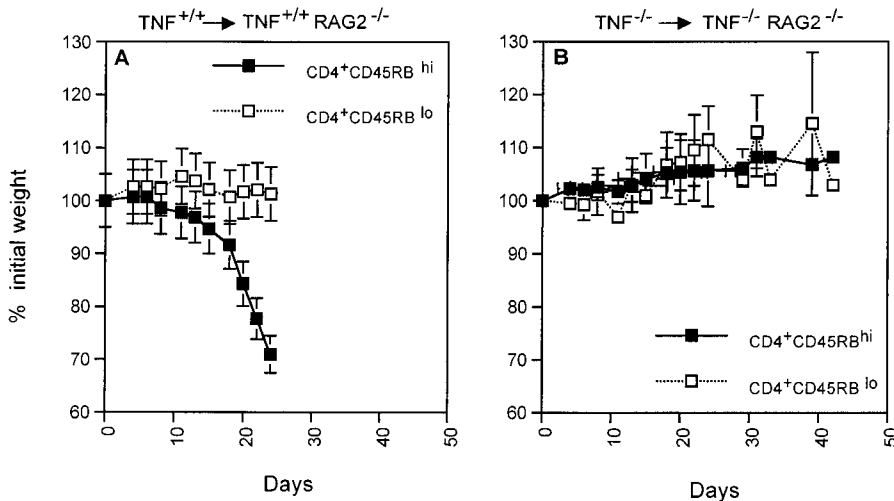 TNF+/+ → TNF+/+ RAG2 -/-
TNF-/- → TNF-/- RAG2 -/-
A
CD4+CD45RB hi
CD4+CD45RB lo
B
CD4+CD45RBhi
CD4+CD45RB lo
% initial weight
130
120
110
100
90
80
70
60
0
10
20
30
40
50
Days
130
120
110
100
90
80
70
60
0
10
20
30
40
50
Days